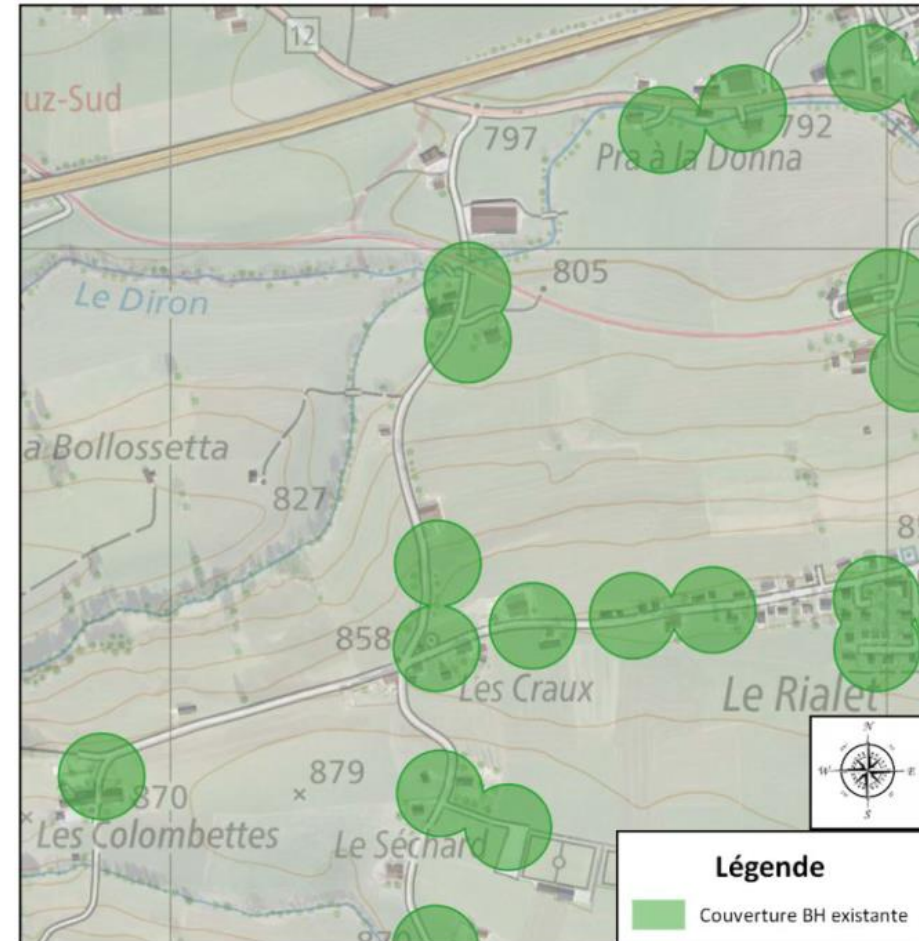 12
uz-Sud
797
792
Pra à la Donna
805
Le Diron
a Bollossetta
827
8
858
Les Craux
Le Rialet
N
W
E
S
879
870
Les Colombettes
Le Séchard
Légende
Couverture BH existante